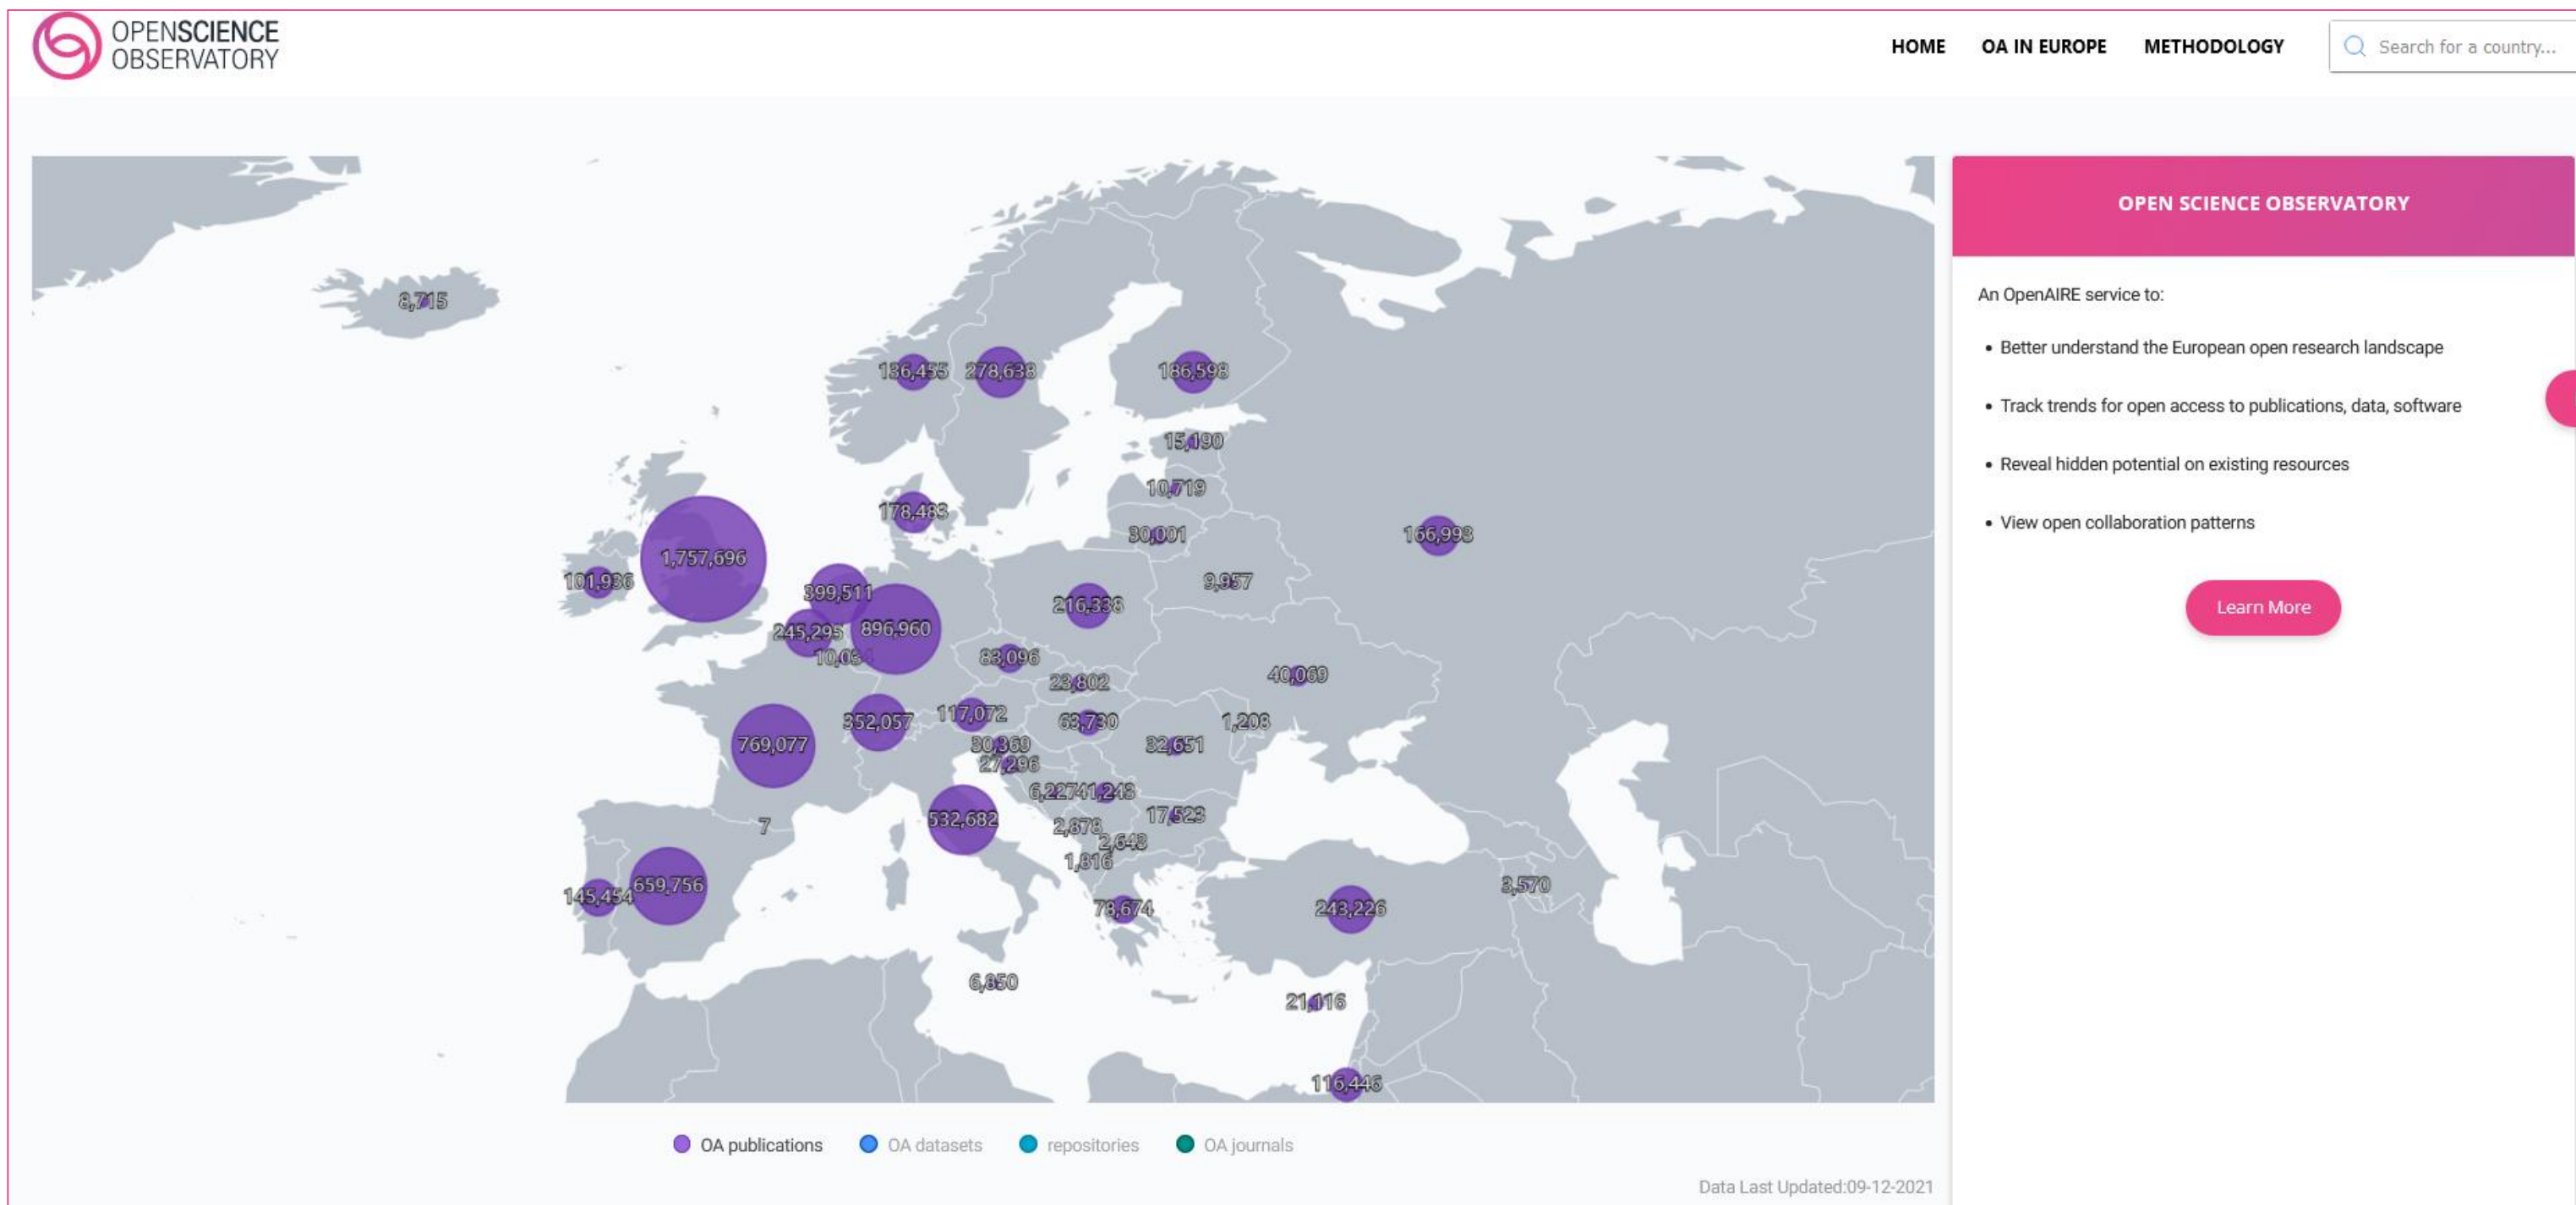 OPENSCIENCE
OBSERVATORY
HOME OA IN EUROPE METHODOLOGY Search for a country...
8,715
136,455 278,638 186,598
15,190
10,719
178,483
30,001 166,993
1,757,696
101,936 399,511 9,957
216,338
245,295 896,960
83,096
40,069
23,802
117,072
352,057 63,730 1,208
769,077 30,369 32,651
27,296
6,22741,243
532,682 17,523
7 2,878
2,643
1,816
659,756 3,570
145,454
78,674 243,226
6,850
21,116
116,446
OA publications OA datasets repositories OA journals
Data Last Updated:09-12-2021
OPEN SCIENCE OBSERVATORY
An OpenAIRE service to:
• Better understand the European open research landscape
• Track trends for open access to publications, data, software
• Reveal hidden potential on existing resources
• View open collaboration patterns
Learn More